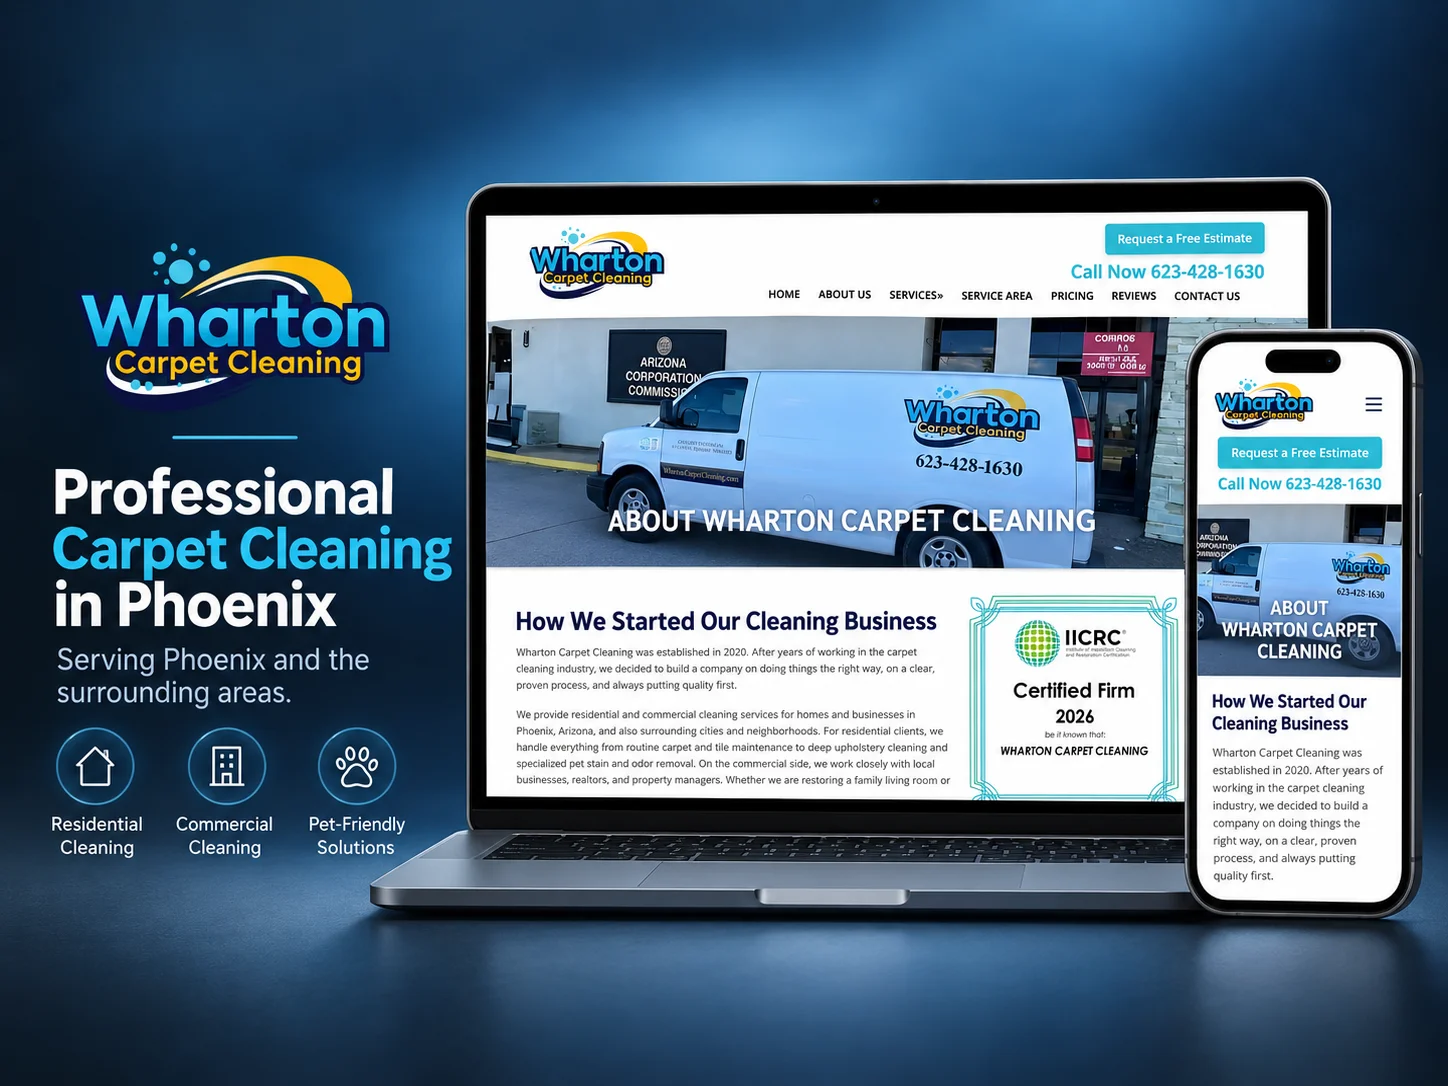 Wharton
Carpet Cleaning
Professional
Carpet Cleaning
in Phoenix
Serving Phoenix and the
surrounding areas.
Residential
Cleaning
Commercial
Cleaning
Pet-Friendly
Solutions
Wharton
Carpet Cleaning
Request a Free Estimate
Call Now 623-428-1630
HOME
ABOUT US
SERVICES»
SERVICE AREA
PRICING
REVIEWS
CONTACT US
ARIZONA
CORPORATION
COMMISSIO
Wharton
Carpet Cleaning
623-428-1630
WhartonCarpetCleaning.com
ABOUT WHARTON CARPET CLEANING
How We Started Our Cleaning Business
Wharton Carpet Cleaning was established in 2020. After years of working in the carpet
cleaning industry, we decided to build a company on doing things the right way, on a clear,
proven process, and always putting quality first.
We provide residential and commercial cleaning services for homes and businesses in
Phoenix, Arizona, and also surrounding cities and neighborhoods. For residential clients, we
handle everything from routine carpet and tile maintenance to deep upholstery cleaning and
specialized pet stain and odor removal. On the commercial side, we work closely with local
businesses, realtors, and property managers. Whether we are restoring a family living room or
IICRC®
Certified Firm
2026
be it known that:
WHARTON CARPET CLEANING
Wharton
Carpet Cleaning
Request a Free Estimate
Call Now 623-428-1630
Wharton
Carpet Cleaning
623-428-1630
ABOUT
WHARTON CARPET
CLEANING
How We Started Our
Cleaning Business
Wharton Carpet Cleaning was
established in 2020. After years of
working in the carpet cleaning
industry, we decided to build a
company on doing things the
right way, on a clear, proven
process, and always putting
quality first.